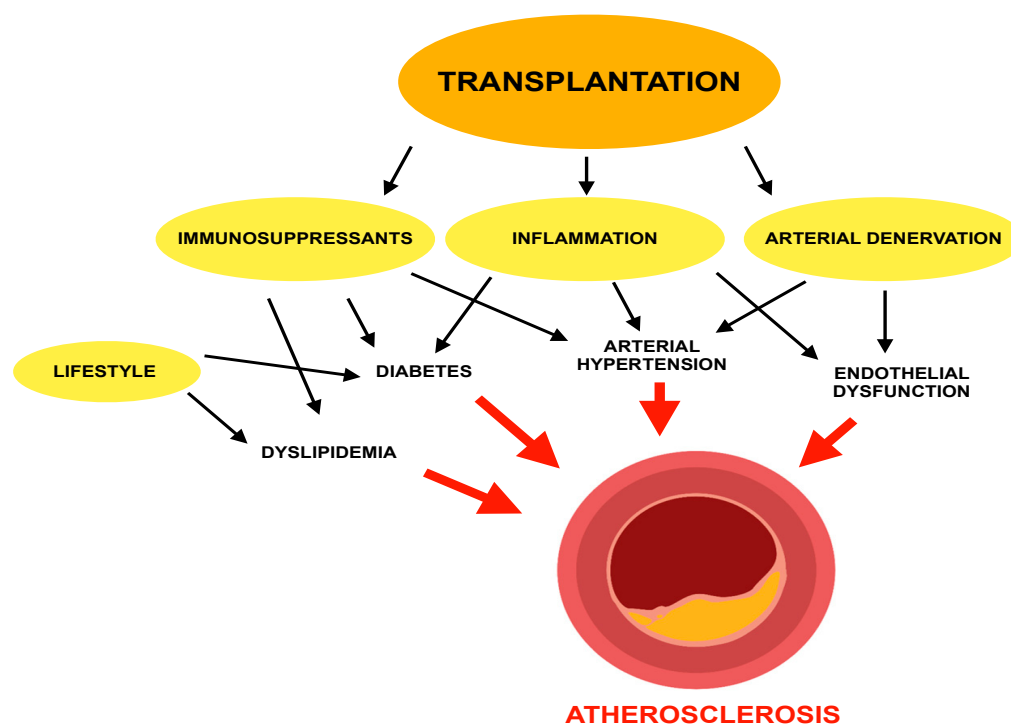 TRANSPLANTATION
IMMUNOSUPPRESSANTS
INFLAMMATION
ARTERIAL DENERVATION
LIFESTYLE
DIABETES
ARTERIAL
HYPERTENSION
ENDOTHELIAL
DYSFUNCTION
DYSLIPIDEMIA
ATHEROSCLEROSIS